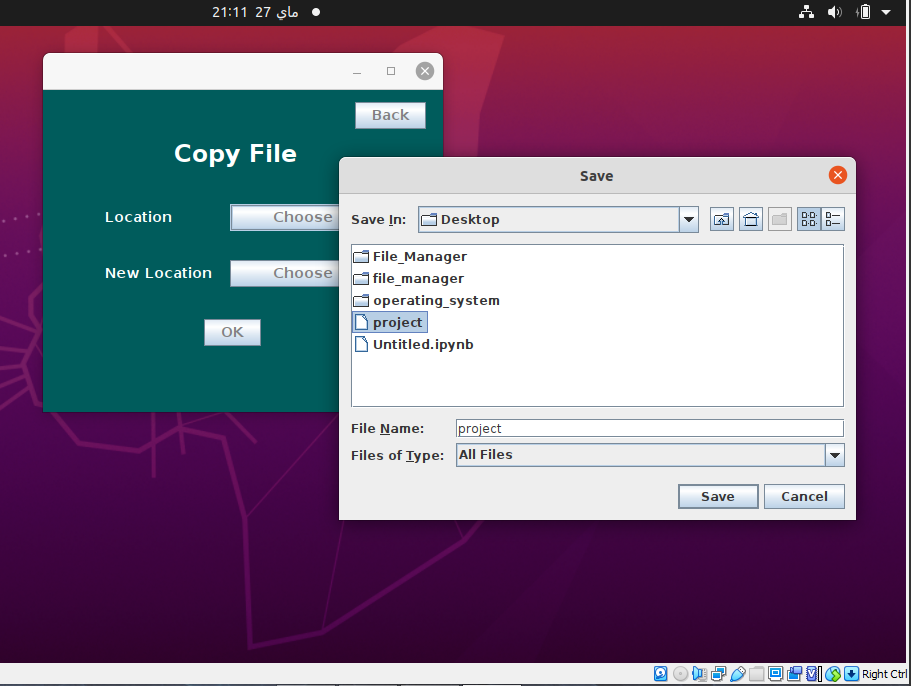 21:11 27 ماي
Back
Copy File
Location Choose
New Location Choose
OK
Save
Save In: Desktop
File_Manager
file_manager
operating_system
project
Untitled.ipynb
File Name: project
Files of Type: All Files
Save Cancel
Right Ctrl